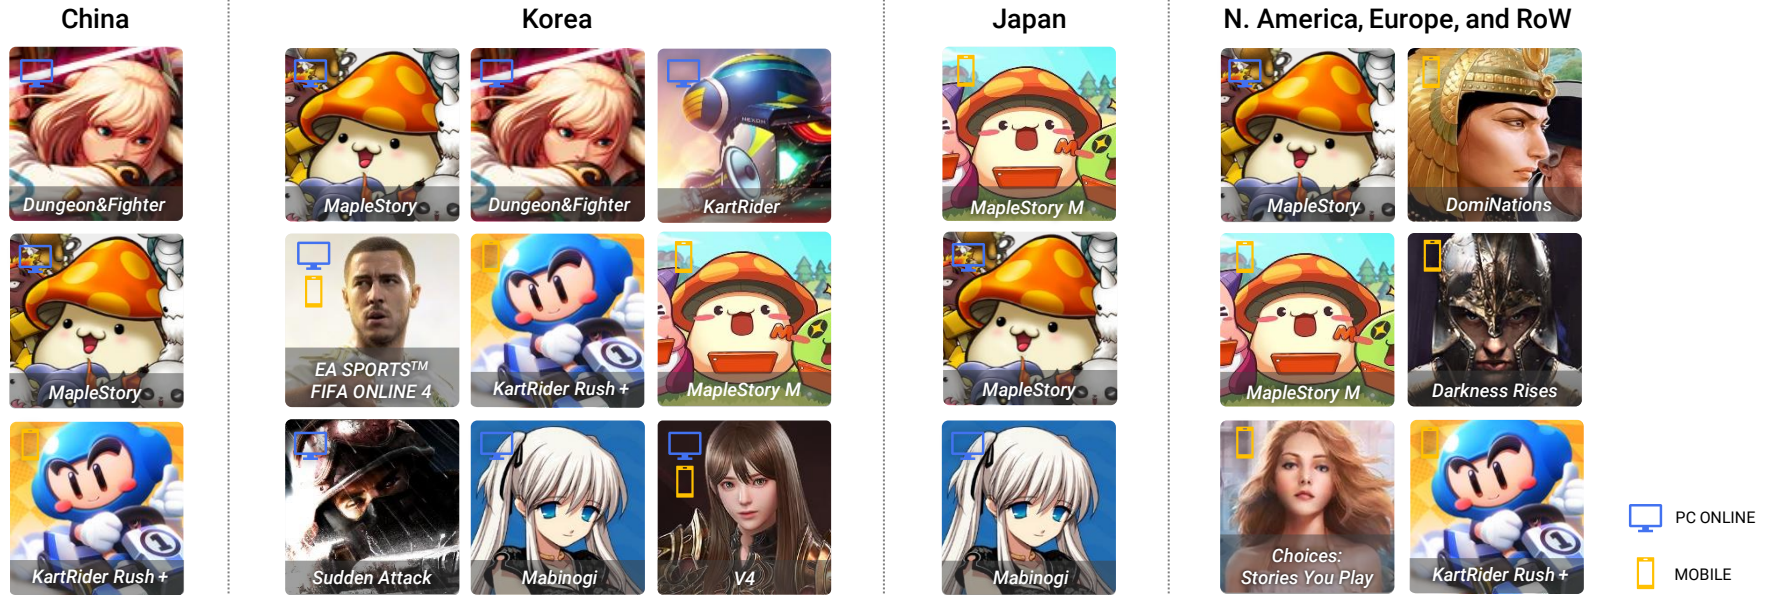 China
Korea
Japan
N. America, Europe, and RoW
Dungeon&Fighter
MapleStory
KartRider Rush+
MapleStory
Dungeon&Fighter
NEXON
KartRider
EA SPORTS™
FIFA ONLINE 4
KartRider Rush+
MapleStory M
Sudden Attack
Mabinogi
V4
MapleStory M
MapleStory
Mabinogi
MapleStory
DomiNations
MapleStory M
Darkness Rises
Choices:
Stories You Play
KartRider Rush+
PC ONLINE
MOBILE